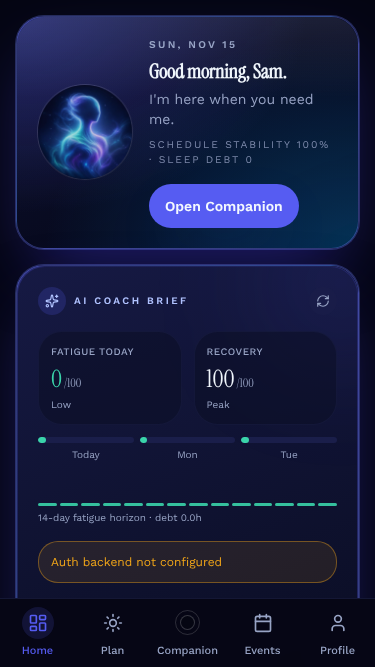 SUN, NOV 15
Good morning, Sam.
I'm here when you need
me.
SCHEDULE STABILITY 100%
· SLEEP DEBT 0
Open Companion
AI COACH BRIEF
FATIGUE TODAY
0 /100
Low
RECOVERY
100 /100
Peak
Today
Mon
Tue
14-day fatigue horizon · debt 0.0h
Auth backend not configured
Home
Plan
Companion
Events
Profile